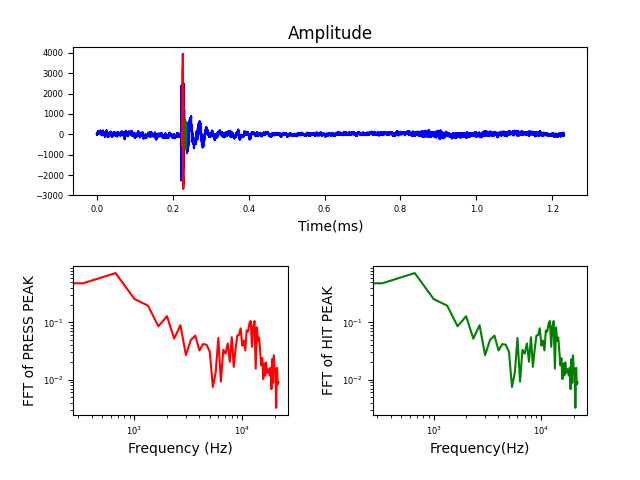 Amplitude
4000
3000
2000
1000
0
−1000
−2000
−3000
0.0 0.2 0.4 0.6 0.8 1.0 1.2
Time(ms)
FFT of PRESS PEAK
10⁻¹
10⁻²
10³ 10⁴
Frequency (Hz)
FFT of HIT PEAK
10⁻¹
10⁻²
10³ 10⁴
Frequency(Hz)